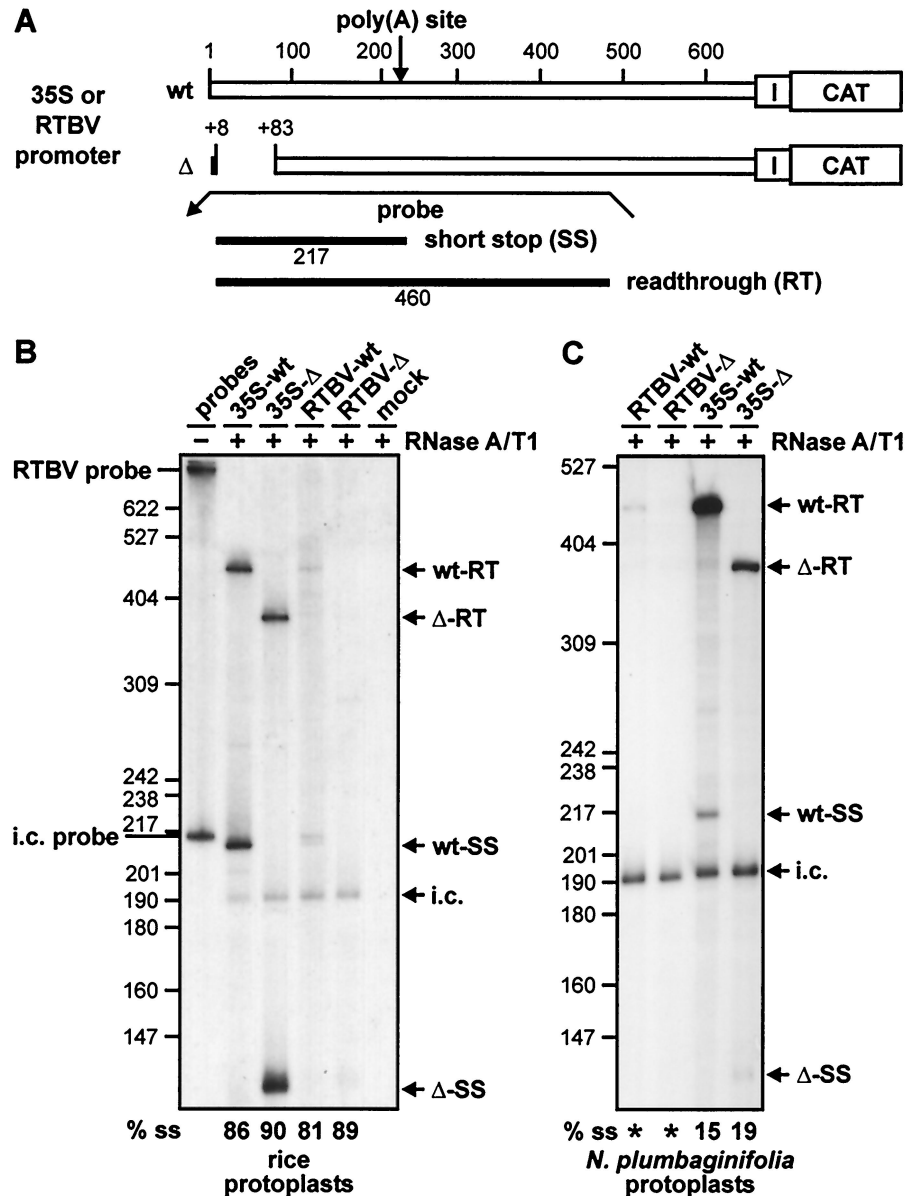 A
poly(A) site
1 100 200 300 400 500 600
35S or RTBV promoter
wt
I CAT
+8 +83
Δ
I CAT
probe
short stop (SS)
217
readthrough (RT)
460
B
probes 35S-wt 35S-Δ RTBV-wt RTBV-Δ mock
– + + + + + RNase A/T1
RTBV probe
622
527
wt-RT
404
Δ-RT
309
242
238
217
i.c. probe
wt-SS
201
190
i.c.
180
160
147
Δ-SS
% ss 86 90 81 89
rice
protoplasts
C
RTBV-wt RTBV-Δ 35S-wt 35S-Δ
+ + + + RNase A/T1
527
wt-RT
404
Δ-RT
309
242
238
217
wt-SS
201
i.c.
190
180
160
147
Δ-SS
% ss * * 15 19
N. plumbaginifolia
protoplasts